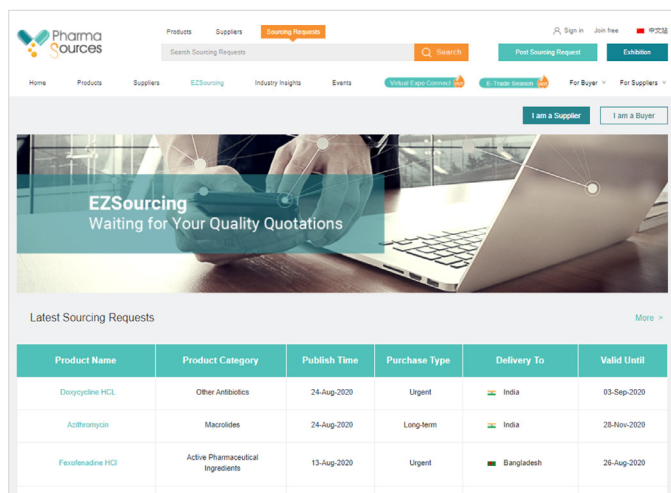 Pharma
Sources
Products Suppliers Sourcing Requests
Search Sourcing Requests
Search
Sign in Join free 中文站
Post Sourcing Request
Exhibition
Home Products Suppliers EZSourcing Industry Insights Events Virtual Expo Connect E-Trade Season For Buyer For Suppliers
I am a Supplier I am a Buyer
EZSourcing
Waiting for Your Quality Quotations
Latest Sourcing Requests More >
Product Name Product Category Publish Time Purchase Type Delivery To Valid Until
Doxycycline HCL Other Antibiotics 24-Aug-2020 Urgent India 03-Sep-2020
Azithromycin Macrolides 24-Aug-2020 Long-term India 28-Nov-2020
Fexofenadine HCl Active Pharmaceutical Ingredients 13-Aug-2020 Urgent Bangladesh 26-Aug-2020